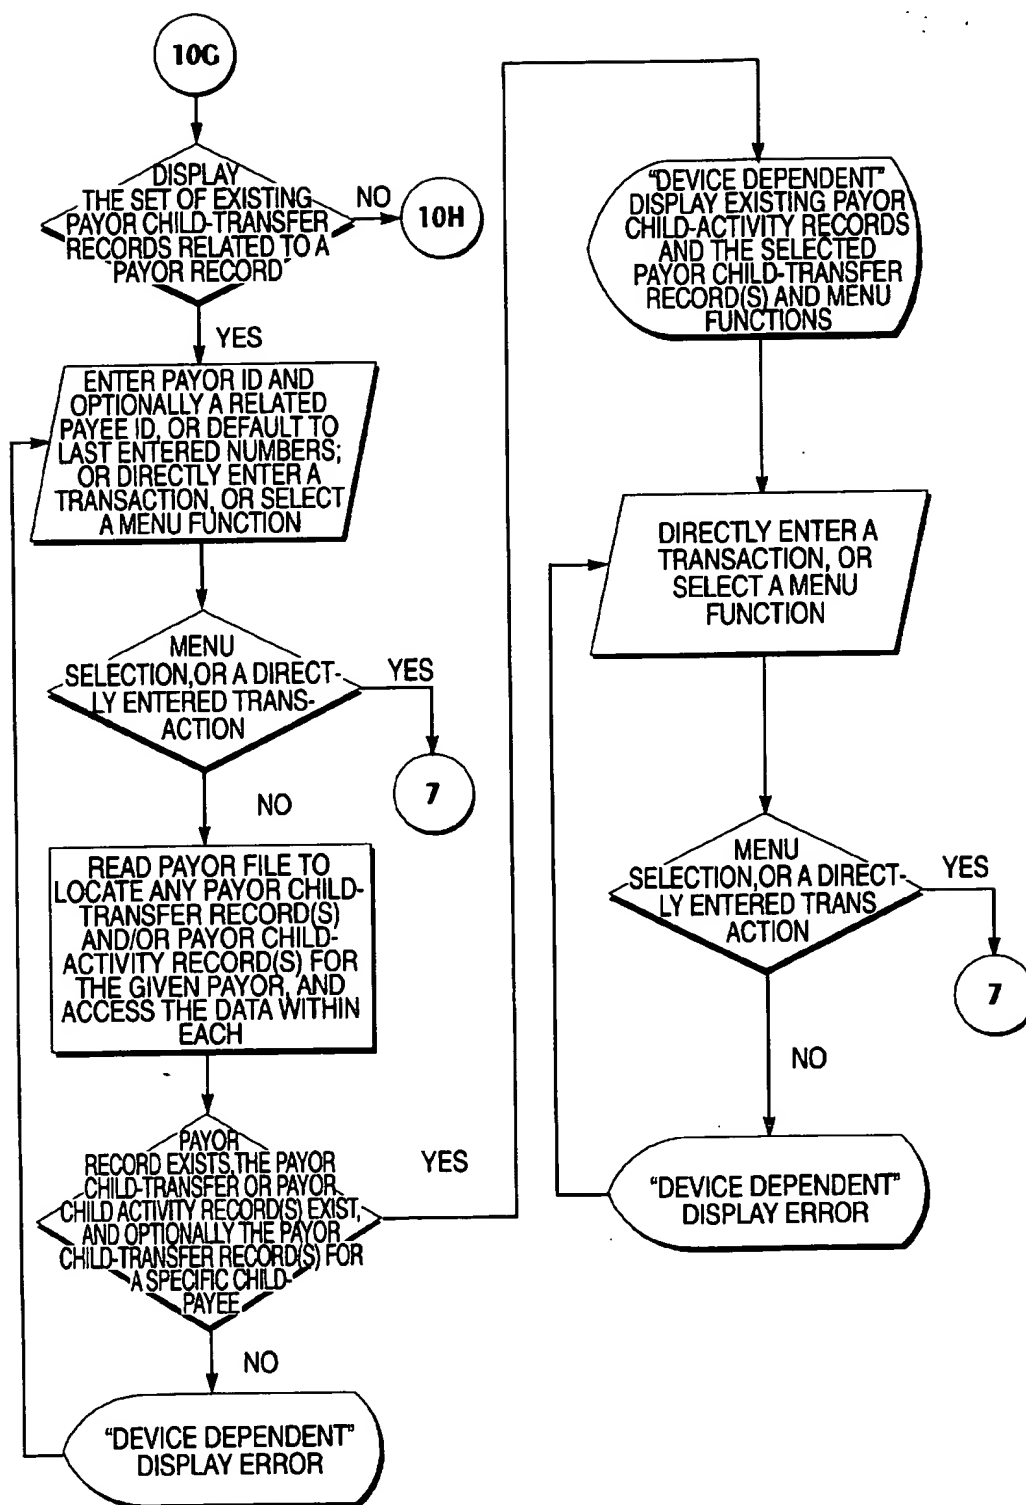 10G
DISPLAY
THE SET OF EXISTING
PAYOR CHILD-TRANSFER
RECORDS RELATED TO A
PAYOR RECORD
NO
10H
YES
ENTER PAYOR ID AND
OPTIONALLY A RELATED
PAYEE ID, OR DEFAULT TO
LAST ENTERED NUMBERS;
OR DIRECTLY ENTER A
TRANSACTION, OR SELECT
A MENU FUNCTION
MENU
SELECTION,OR A DIRECT-
LY ENTERED TRANS-
ACTION
YES
7
NO
READ PAYOR FILE TO
LOCATE ANY PAYOR CHILD-
TRANSFER RECORD(S)
AND/OR PAYOR CHILD-
ACTIVITY RECORD(S) FOR
THE GIVEN PAYOR, AND
ACCESS THE DATA WITHIN
EACH
PAYOR
RECORD EXISTS,THE PAYOR
CHILD-TRANSFER OR PAYOR
CHILD ACTIVITY RECORD(S) EXIST,
AND OPTIONALLY THE PAYOR
CHILD-TRANSFER RECORD(S) FOR
A SPECIFIC CHILD-
PAYEE
YES
NO
"DEVICE DEPENDENT"
DISPLAY ERROR
"DEVICE DEPENDENT"
DISPLAY EXISTING PAYOR
CHILD-ACTIVITY RECORDS
AND THE SELECTED
PAYOR CHILD-TRANSFER
RECORD(S) AND MENU
FUNCTIONS
DIRECTLY ENTER A
TRANSACTION, OR
SELECT A MENU
FUNCTION
MENU
SELECTION,OR A DIRECT-
LY ENTERED TRANS
ACTION
YES
7
NO
"DEVICE DEPENDENT"
DISPLAY ERROR